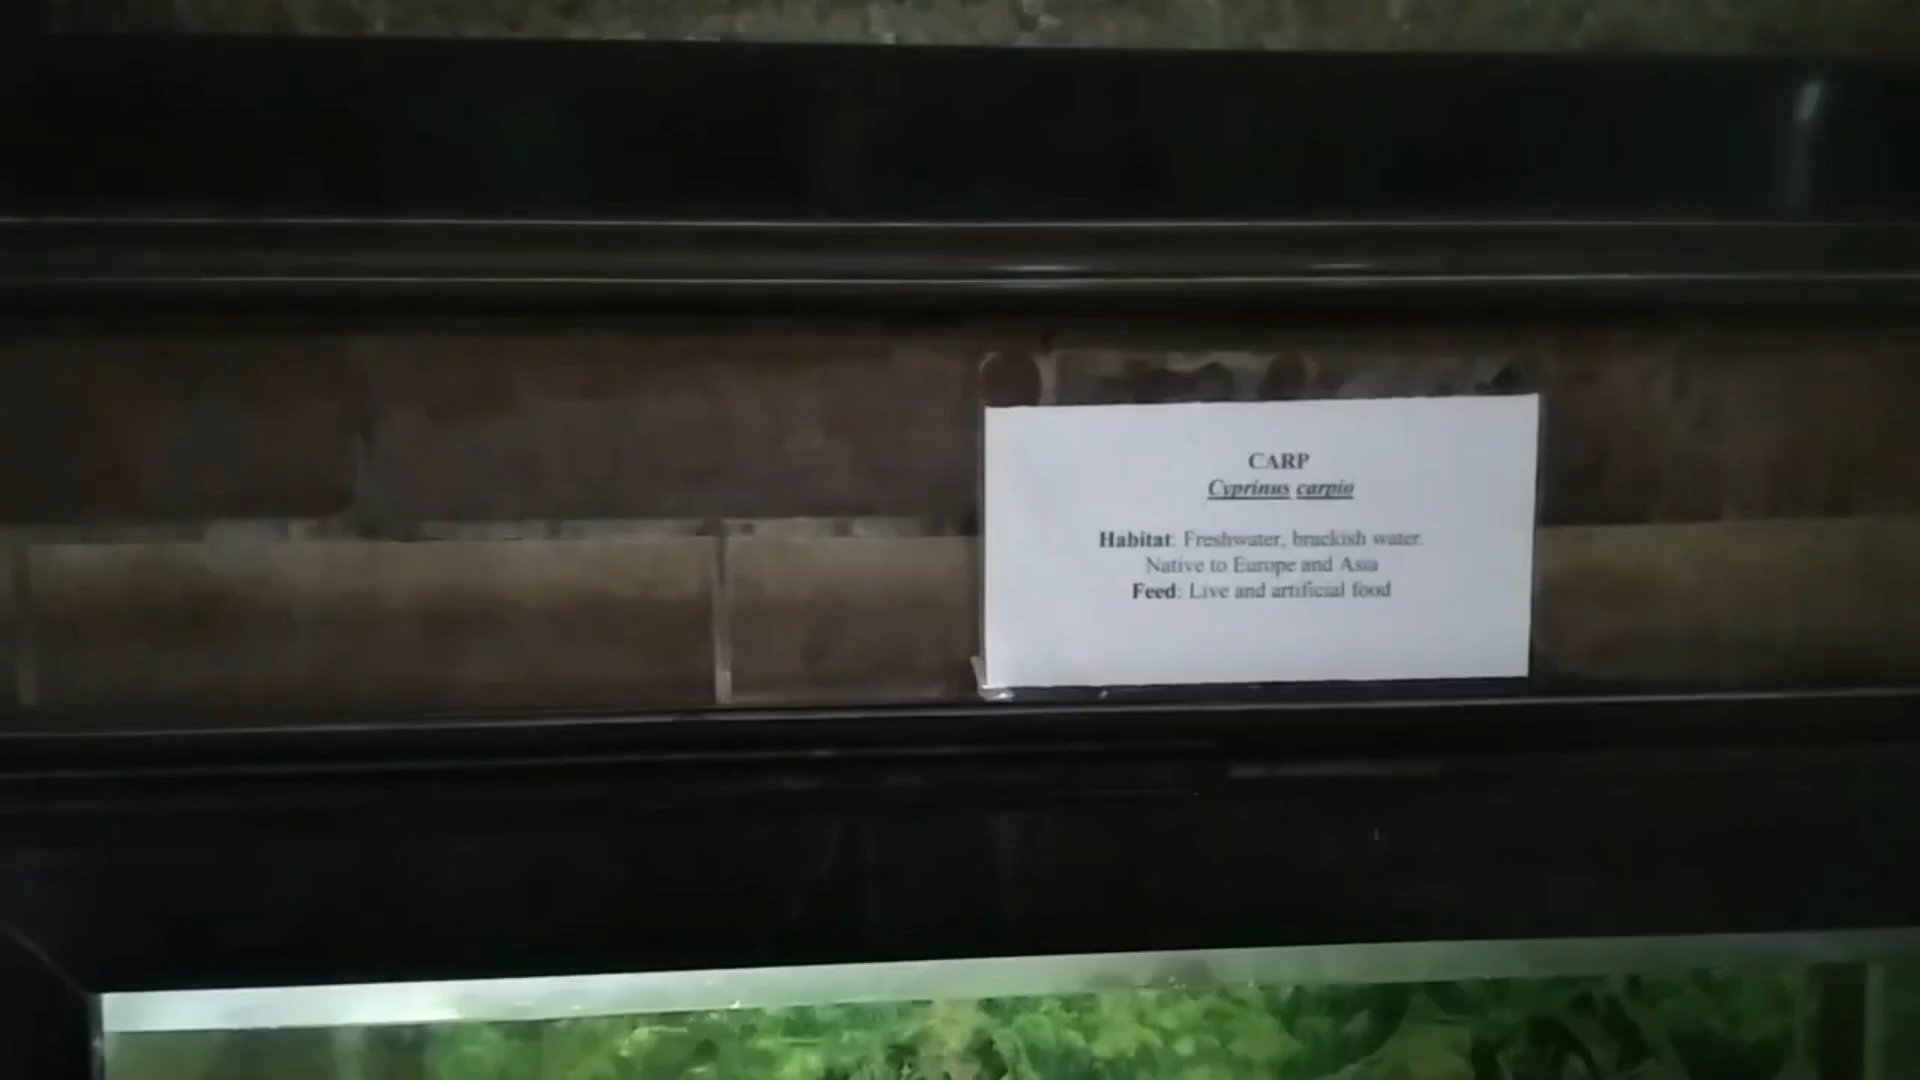 CARP
Cyprinus carpio
Habitat: Freshwater, brackish water.
Native to Europe and Asia
Feed: Live and artificial food